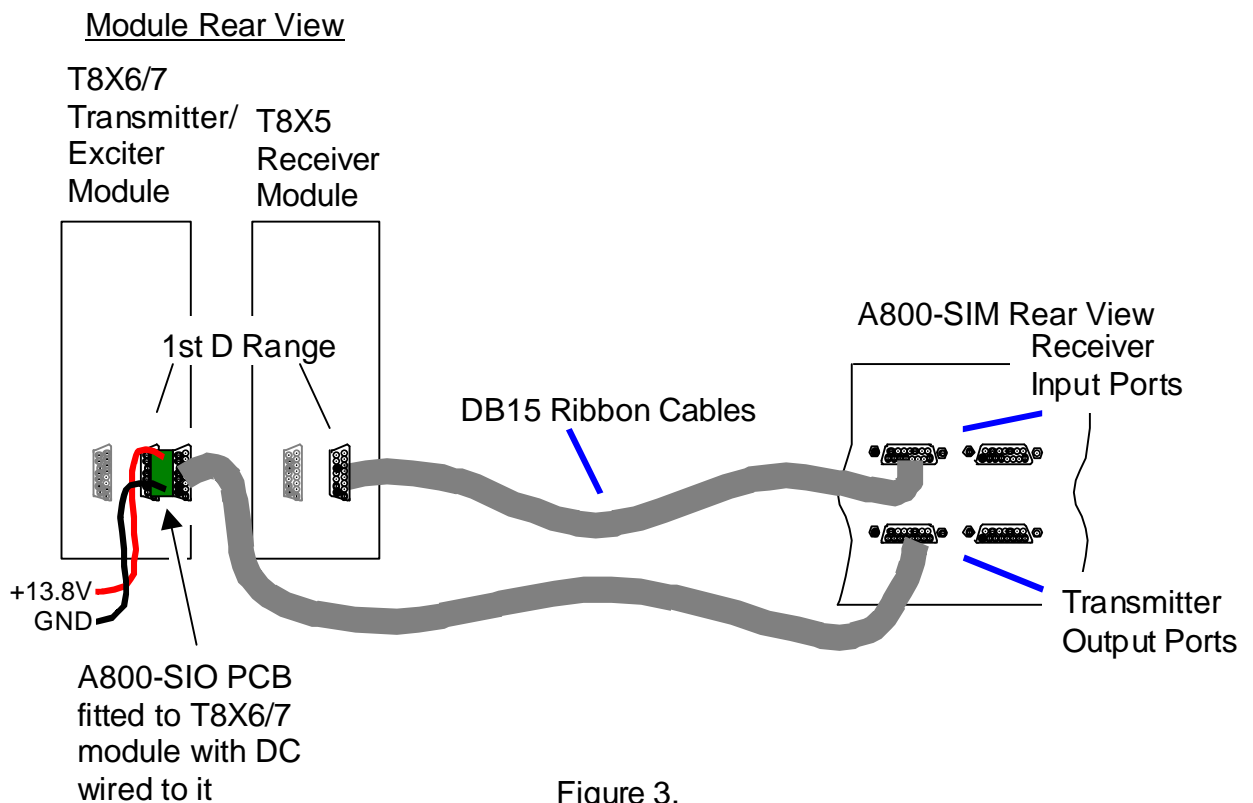 Module Rear View
T8X6/7
Transmitter/
Exciter
Module
T8X5
Receiver
Module
1st D Range
DB15 Ribbon Cables
A800-SIM Rear View
Receiver
Input Ports
+13.8V
GND
Transmitter
Output Ports
A800-SIO PCB
fitted to T8X6/7
module with DC
wired to it
Figure 3.